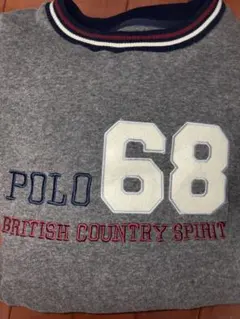 POLO 68
BRITISH COUNTRY SPIRIT